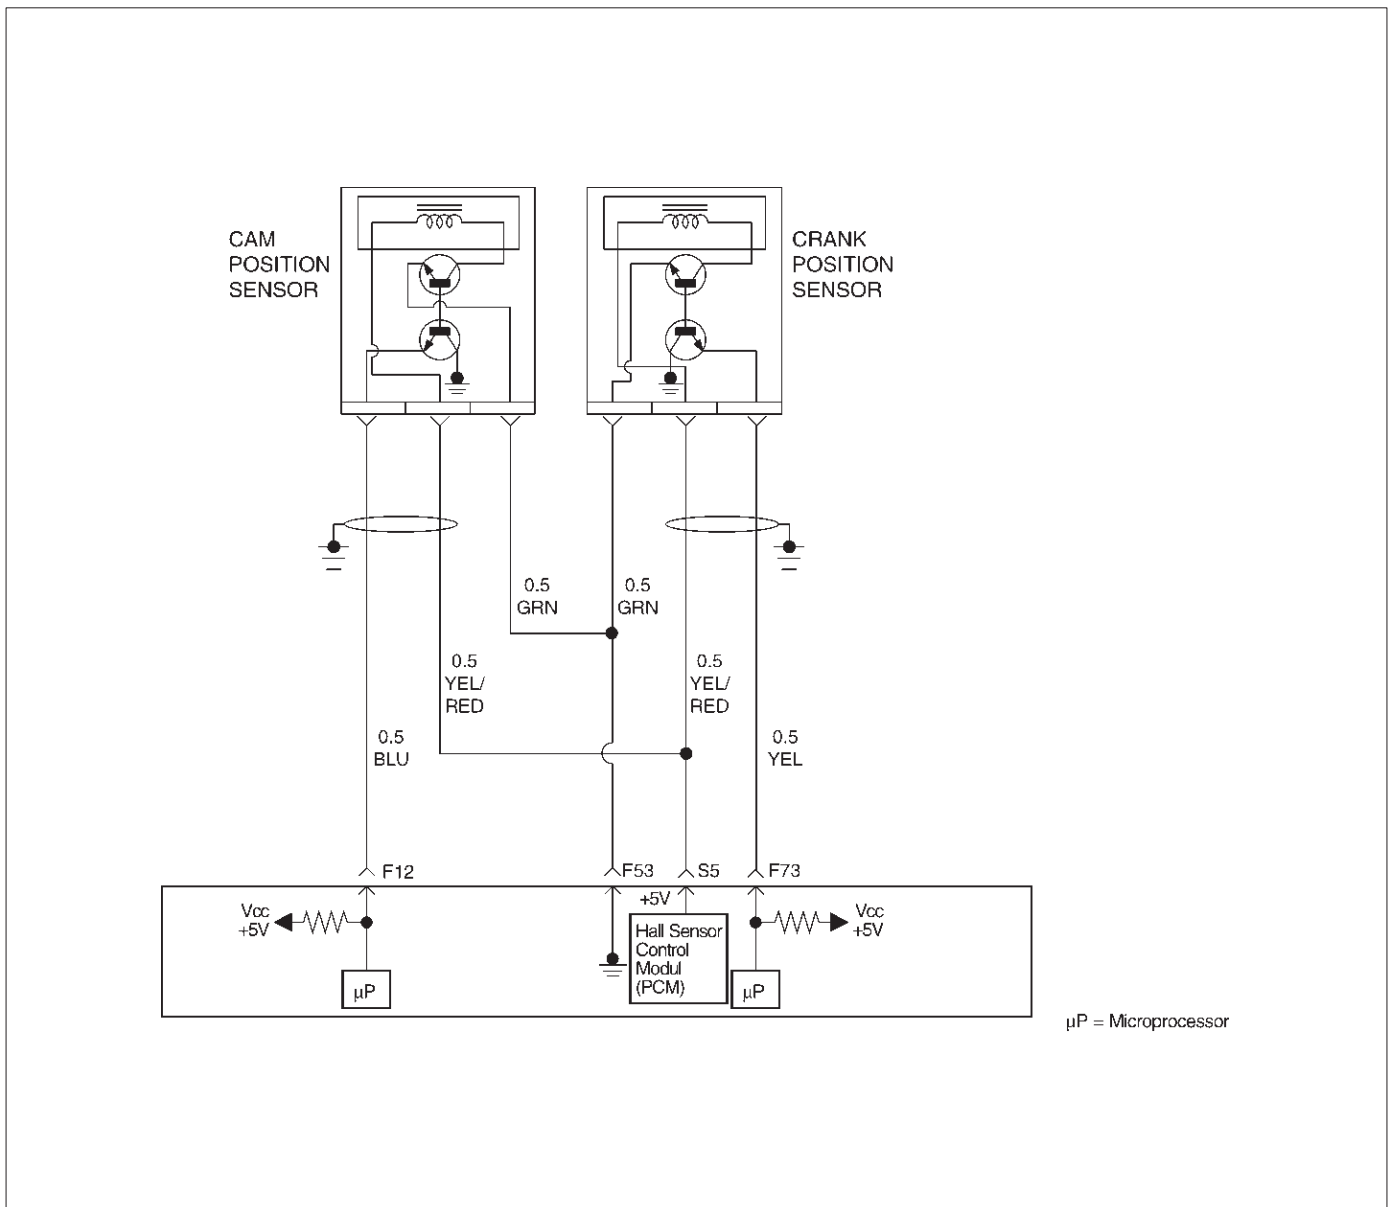 CAM
POSITION
SENSOR
CRANK
POSITION
SENSOR
0.5
GRN
0.5
GRN
0.5
YEL/
RED
0.5
YEL/
RED
0.5
BLU
0.5
YEL
F12
F53
S5
F73
Vcc
+5V
+5V
Hall Sensor
Control
Modul
(PCM)
Vcc
+5V
µP
µP
µP = Microprocessor